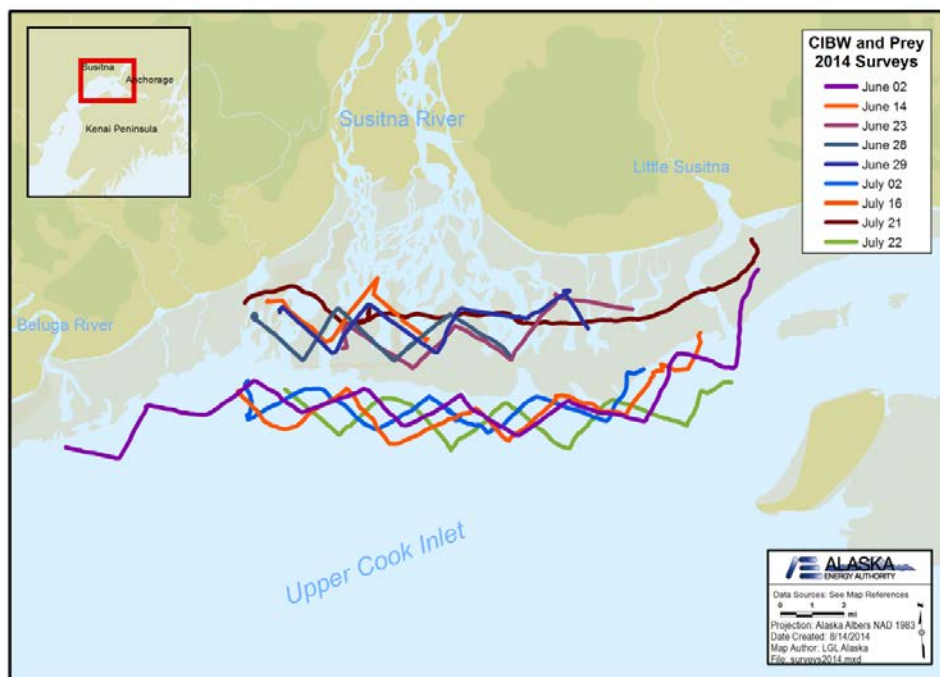 Susitna
Anchorage
Kenai Peninsula
CIBW and Prey
2014 Surveys
June 02
June 14
June 23
June 28
June 29
July 02
July 16
July 21
July 22
Susitna River
Little Susitna
Beluga River
Upper Cook Inlet
ALASKA
ENERGY AUTHORITY
Data Sources: See Map References
0 1 2
mi
N
Projection: Alaska Albers NAD 1983
Date Created: 8/14/2014
Map Author: LGL Alaska
File: surveys2014.mxd